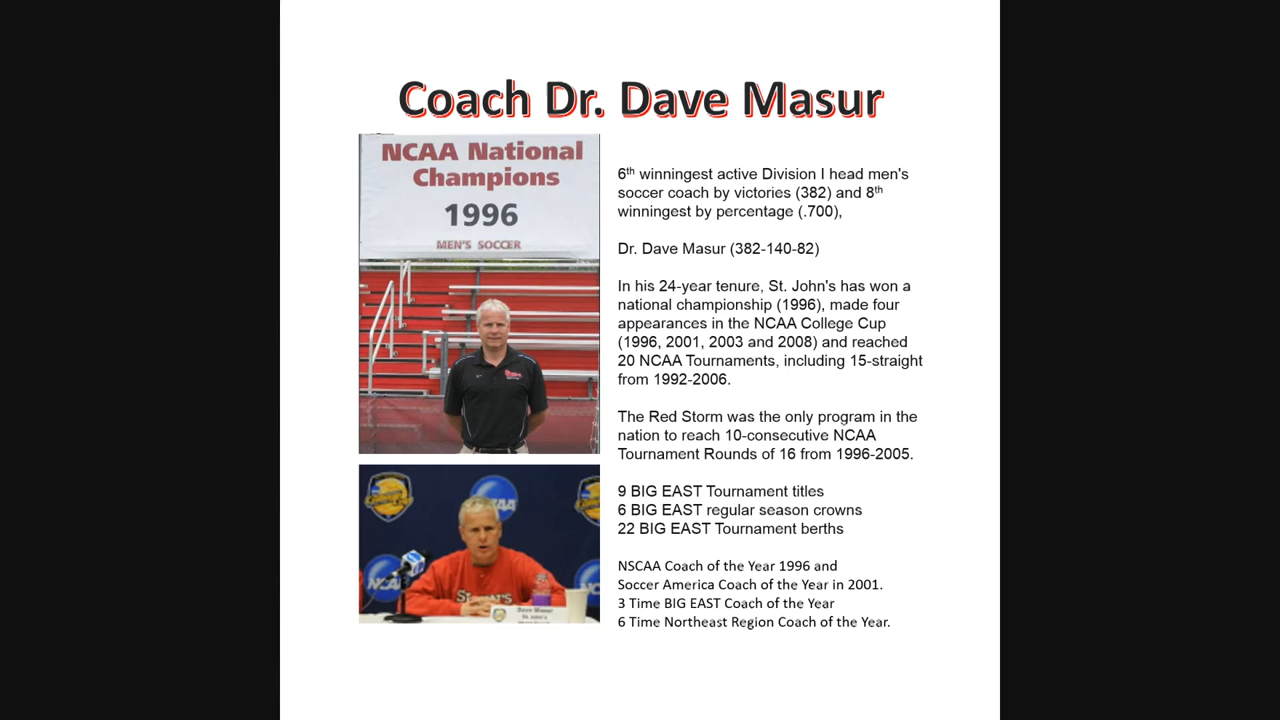 Coach Dr. Dave Masur
NCAA National
Champions
1996
MEN'S SOCCER
6th winningest active Division I head men's
soccer coach by victories (382) and 8th
winningest by percentage (.700),
Dr. Dave Masur (382-140-82)
In his 24-year tenure, St. John's has won a
national championship (1996), made four
appearances in the NCAA College Cup
(1996, 2001, 2003 and 2008) and reached
20 NCAA Tournaments, including 15-straight
from 1992-2006.
The Red Storm was the only program in the
nation to reach 10-consecutive NCAA
Tournament Rounds of 16 from 1996-2005.
9 BIG EAST Tournament titles
6 BIG EAST regular season crowns
22 BIG EAST Tournament berths
NSCAA Coach of the Year 1996 and
Soccer America Coach of the Year in 2001.
3 Time BIG EAST Coach of the Year
6 Time Northeast Region Coach of the Year.
NCAA
Dave Masur